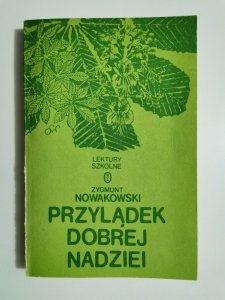 LEKTURY
SZKOLNE
ZYGMUNT
NOWAKOWSKI
PRZYLĄDEK
DOBREJ
NADZIEI